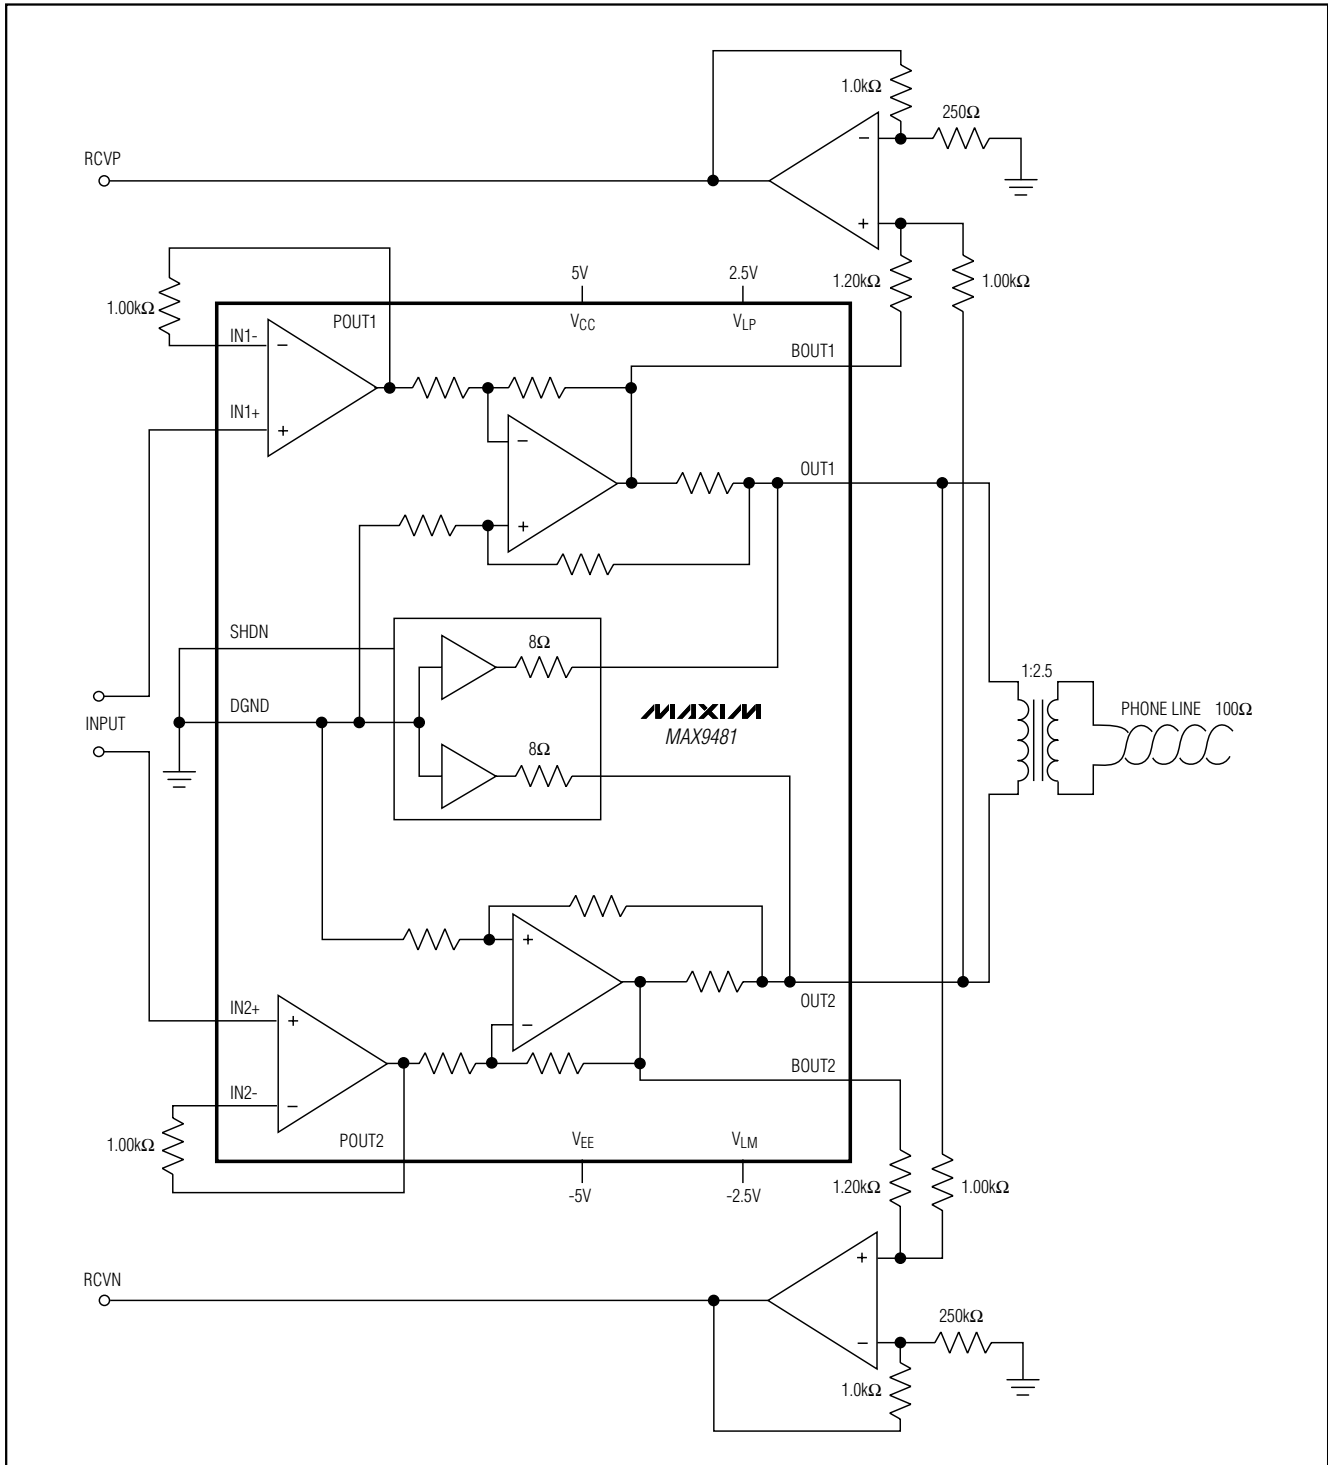 1.0kΩ
250Ω
RCVP
−
+
5V
2.5V
1.20kΩ
1.00kΩ
1.00kΩ
POUT1
VCC
VLP
IN1-
−
BOUT1
IN1+
+
−
OUT1
+
SHDN
8Ω
1:2.5
DGND
MAXIM
MAX9481
PHONE LINE 100Ω
INPUT
8Ω
+
IN2+
+
−
OUT2
BOUT2
IN2-
−
1.00kΩ
POUT2
VEE
VLM
-5V
-2.5V
1.20kΩ
1.00kΩ
+
RCVN
250kΩ
−
1.0kΩ